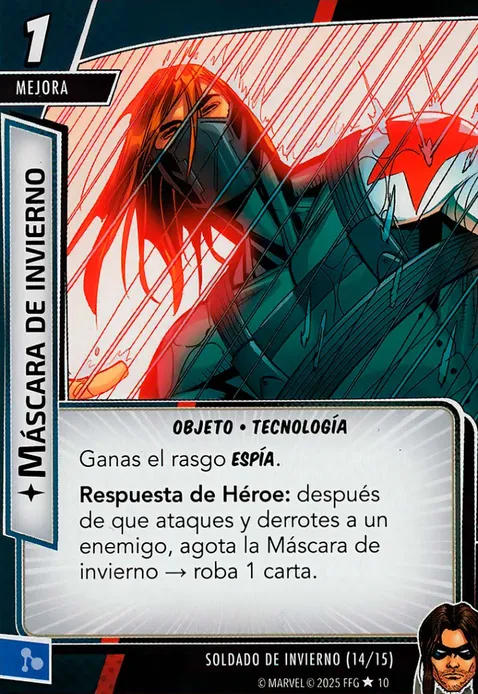 1
MEJORA
MÁSCARA DE INVIERNO
OBJETO • TECNOLOGÍA
Ganas el rasgo ESPÍA.
Respuesta de Héroe: después
de que ataques y derrotes a un
enemigo, agota la Máscara de
invierno → roba 1 carta.
SOLDADO DE INVIERNO (14/15)
© MARVEL © 2025 FFG ★ 10